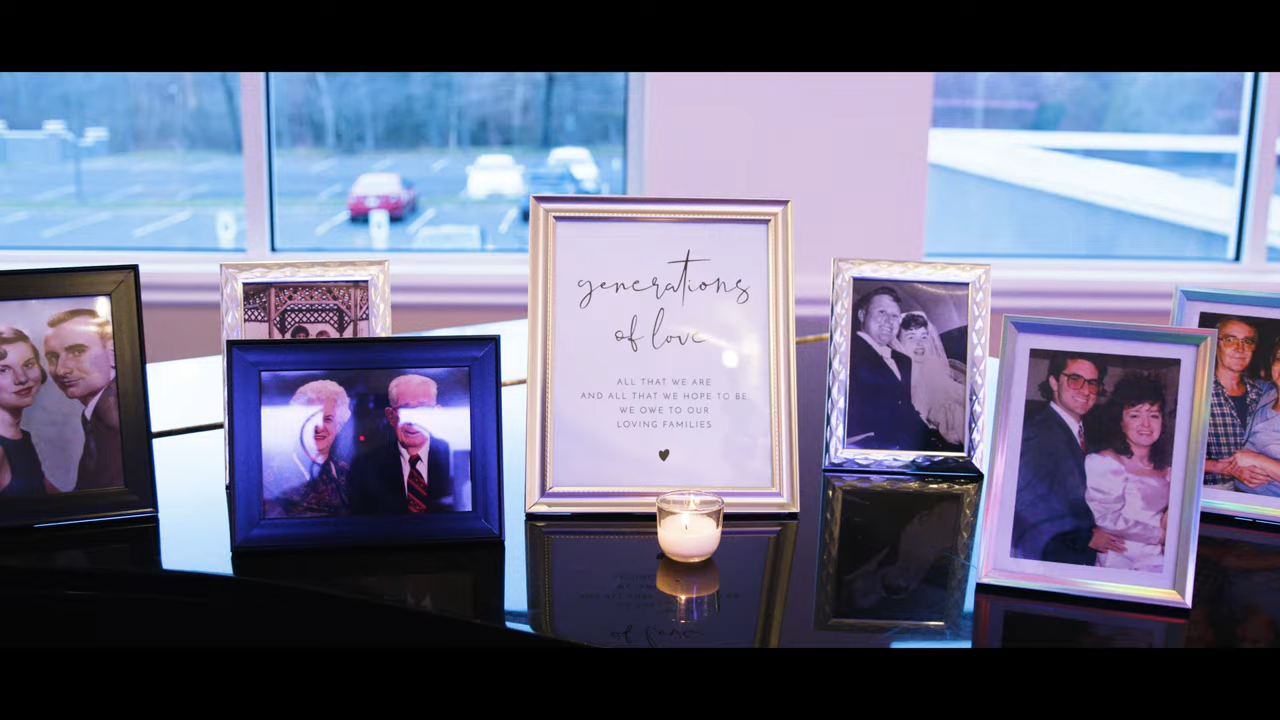 generations
of love
ALL THAT WE ARE
AND ALL THAT WE HOPE TO BE
WE OWE TO OUR
LOVING FAMILIES